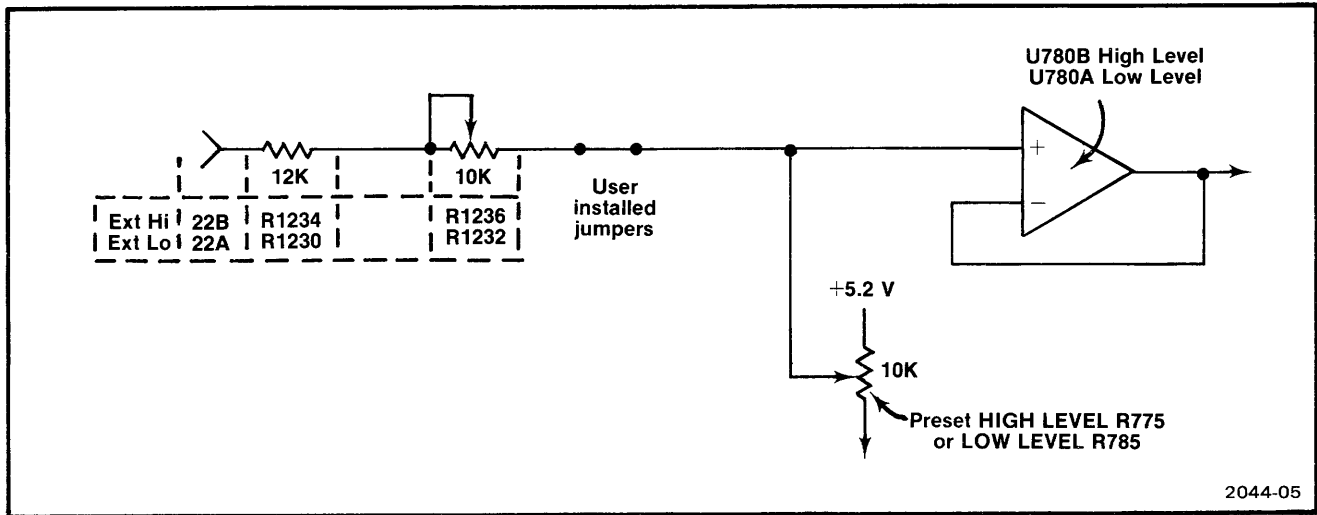 U780B High Level
U780A Low Level
+
−
12K
10K
User
installed
jumpers
Ext Hi 22B R1234 R1236
Ext Lo 22A R1230 R1232
+5.2 V
10K
Preset HIGH LEVEL R775
or LOW LEVEL R785
2044-05